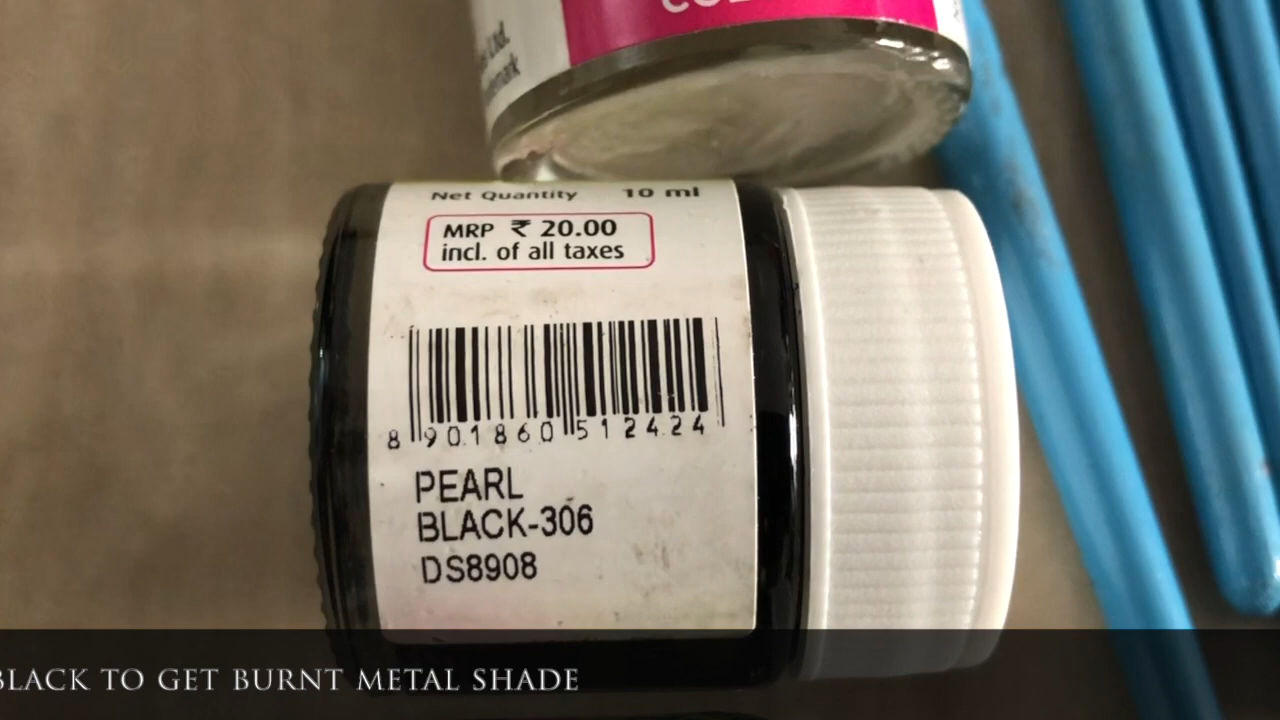 Ltd.
Net Quantity 10 ml
MRP ₹ 20.00
incl. of all taxes
8 901860 512424
PEARL
BLACK-306
DS8908
BLACK TO GET BURNT METAL SHADE